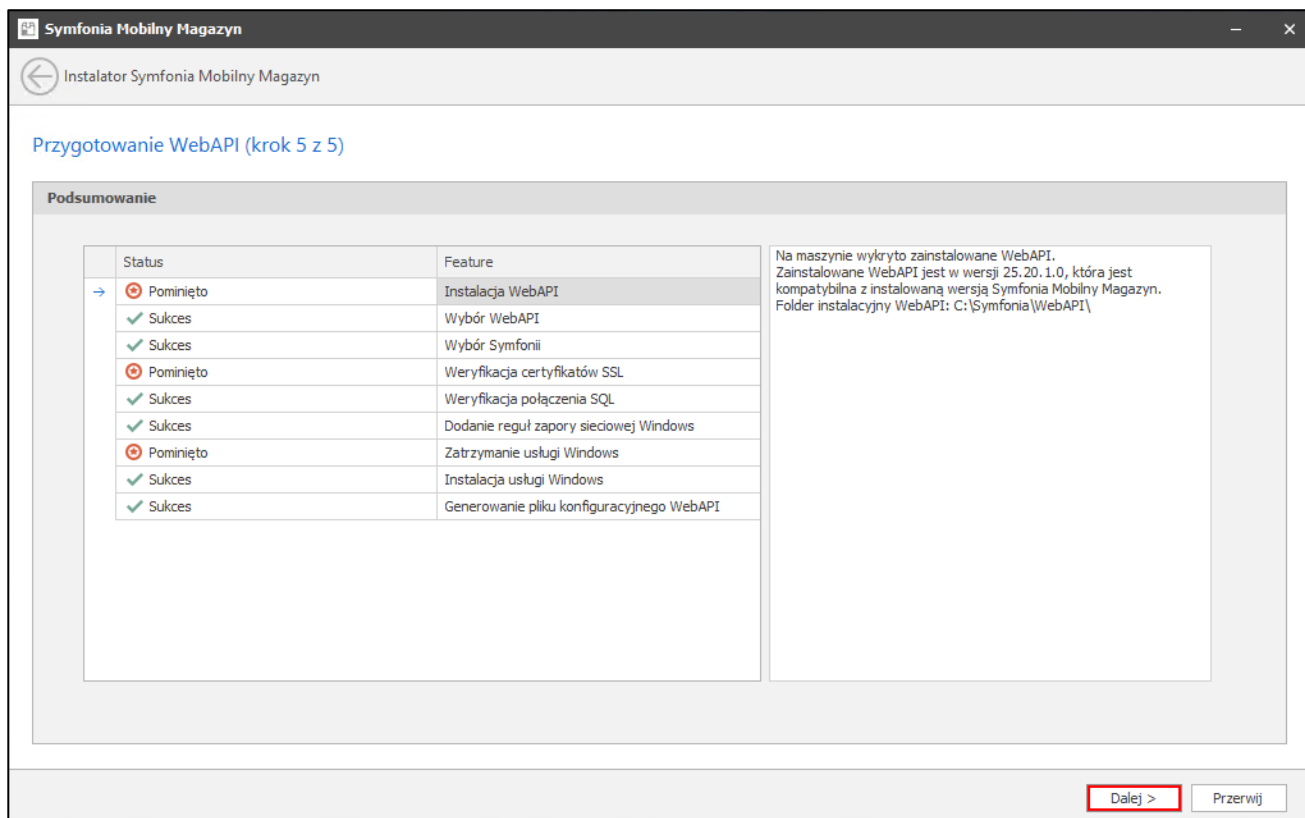 Symfonia Mobilny Magazyn
Instalator Symfonia Mobilny Magazyn
Przygotowanie WebAPI (krok 5 z 5)
Podsumowanie
Status Feature
Pominięto Instalacja WebAPI
Sukces Wybór WebAPI
Sukces Wybór Symfonii
Pominięto Weryfikacja certyfikatów SSL
Sukces Weryfikacja połączenia SQL
Sukces Dodanie reguł zapory sieciowej Windows
Pominięto Zatrzymanie usługi Windows
Sukces Instalacja usługi Windows
Sukces Generowanie pliku konfiguracyjnego WebAPI
Na maszynie wykryto zainstalowane WebAPI.
Zainstalowane WebAPI jest w wersji 25.20.1.0, która jest
kompatybilna z instalowaną wersją Symfonia Mobilny Magazyn.
Folder instalacyjny WebAPI: C:\Symfonia\WebAPI\
Dalej >
Przerwij